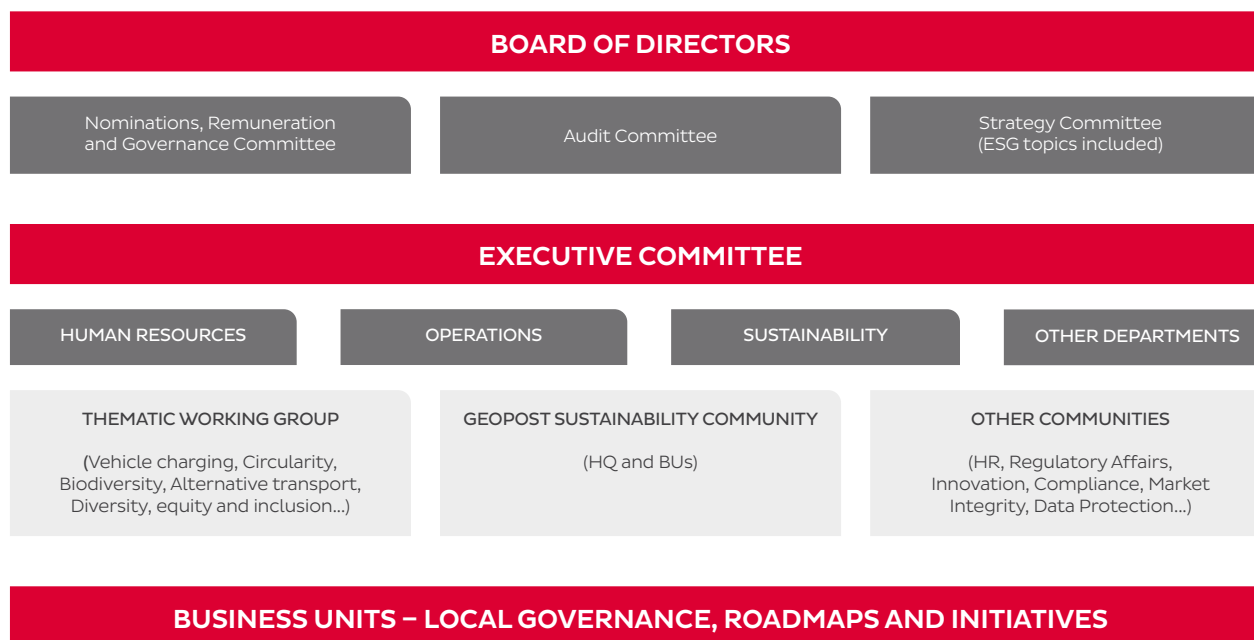 BOARD OF DIRECTORS
Nominations, Remuneration
and Governance Committee
Audit Committee
Strategy Committee
(ESG topics included)
EXECUTIVE COMMITTEE
HUMAN RESOURCES
OPERATIONS
SUSTAINABILITY
OTHER DEPARTMENTS
THEMATIC WORKING GROUP
(Vehicle charging, Circularity,
Biodiversity, Alternative transport,
Diversity, equity and inclusion...)
GEOPOST SUSTAINABILITY COMMUNITY
(HQ and BUs)
OTHER COMMUNITIES
(HR, Regulatory Affairs,
Innovation, Compliance, Market
Integrity, Data Protection...)
BUSINESS UNITS – LOCAL GOVERNANCE, ROADMAPS AND INITIATIVES